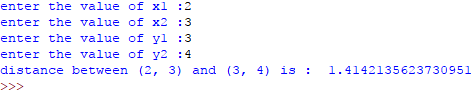 enter the value of x1 :2
enter the value of x2 :3
enter the value of y1 :3
enter the value of y2 :4
distance between (2, 3) and (3, 4) is :  1.4142135623730951
>>>